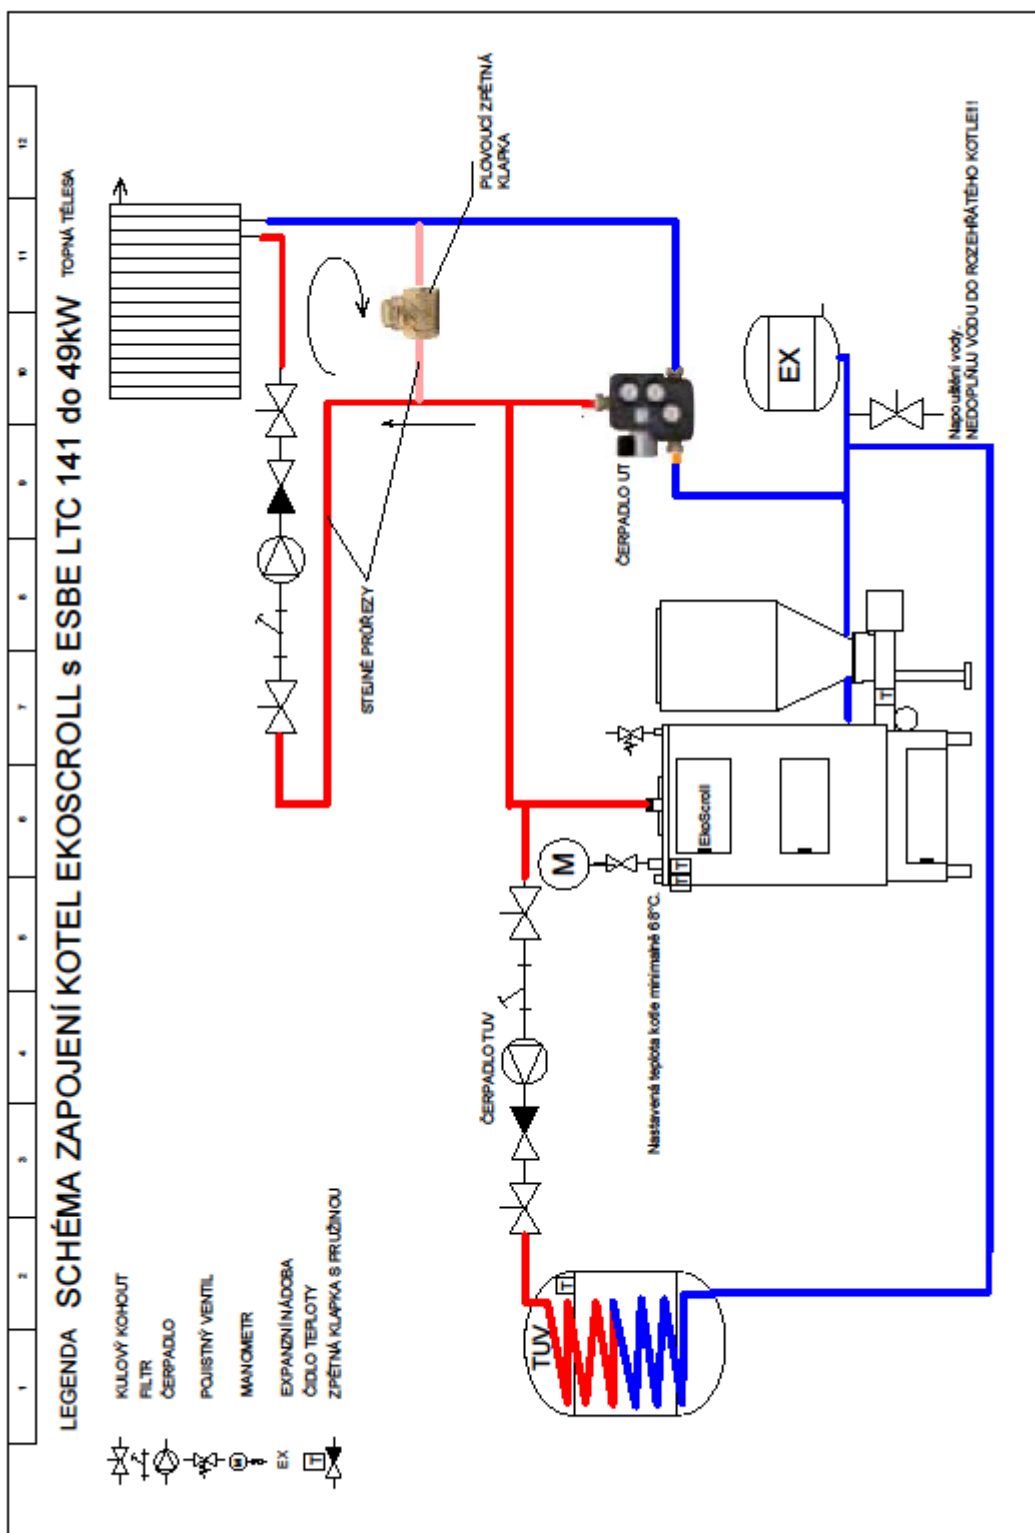 1 2 3 4 5 6 7 8 9 10 11 12
LEGENDA SCHÉMA ZAPOJENÍ KOTEL EKOSCROLL s ESBE LTC 141 do 49kW
TOPNÁ TĚLESA
KULOVÝ KOHOUT
FILTR
ČERPADLO
POJISTNÝ VENTIL
M MANOMETR
EX EXPANZNÍ NÁDOBA
T ČIDLO TEPLOTY
ZPĚTNÁ KLAPKA S PRUŽINOU
STEJNÉ PRŮŘEZY
PLOVOUCÍ ZPĚTNÁ
KLAPKA
ČERPADLO TUV
ČERPADLO UT
M
TUV
T
EX
Nastavená teplota kotle minimálně 68°C.
T T
EkoScroll
T
Napouštění vody.
NEDOPLŇUJ VODU DO ROZEHŘÁTÉHO KOTLE!!!